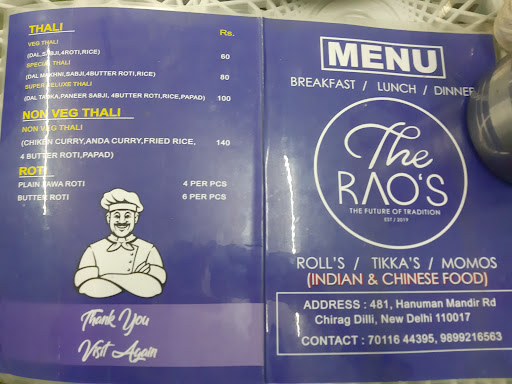 THALI Rs.
VEG THALI
(DAL,SABJI,4ROTI,RICE) 60
SPECIAL THALI
(DAL MAKHNI,SABJI,4BUTTER ROTI,RICE) 80
SUPER DELUXE THALI
(DAL TADKA,PANEER SABJI, 4BUTTER ROTI,RICE,PAPAD) 100
NON VEG THALI
NON VEG THALI
(CHIKEN CURRY,ANDA CURRY,FRIED RICE, 140
4 BUTTER ROTI,PAPAD)
ROTI
PLAIN TAWA ROTI 4 PER PCS
BUTTER ROTI 6 PER PCS
Thank You
Visit Again
MENU
BREAKFAST / LUNCH / DINNER
The
RAO'S
THE FUTURE OF TRADITION
EST / 2019
ROLL'S / TIKKA'S / MOMOS
(INDIAN & CHINESE FOOD)
ADDRESS : 481, Hanuman Mandir Rd
Chirag Dilli, New Delhi 110017
CONTACT : 70116 44395, 9899216563